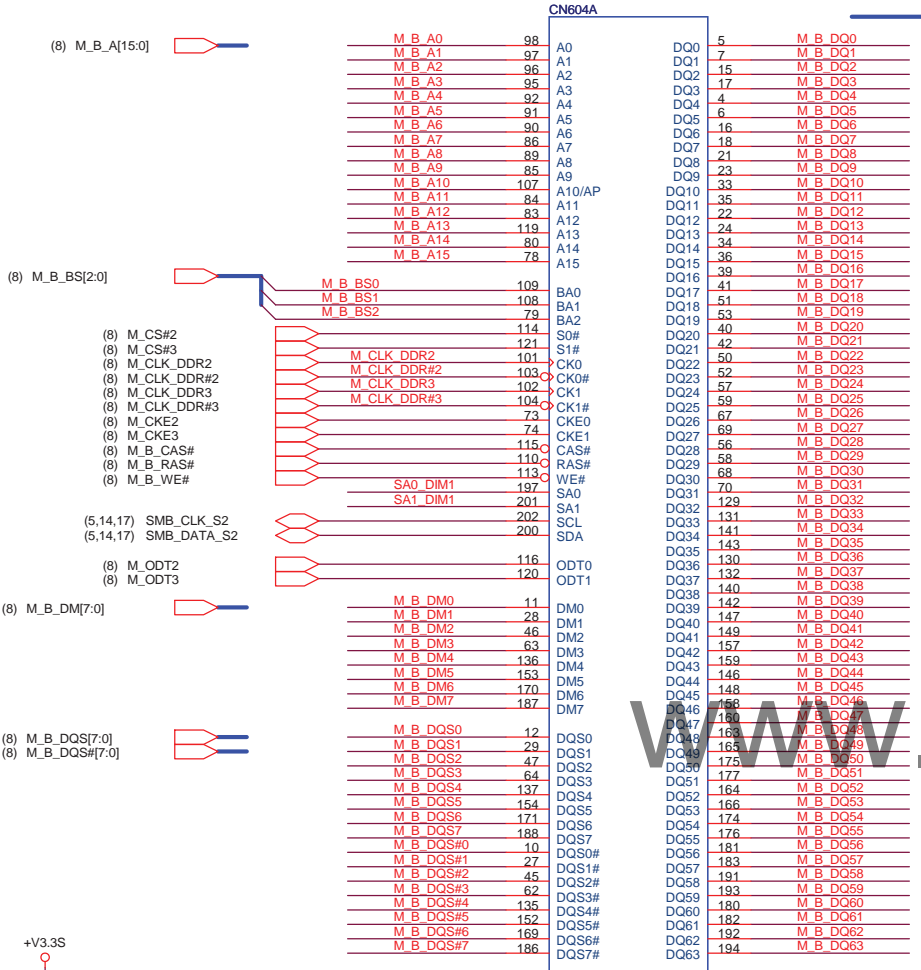 CN604A
(8) M_B_A[15:0]
M_B_A0 98 A0
M_B_A1 97 A1
M_B_A2 96 A2
M_B_A3 95 A3
M_B_A4 92 A4
M_B_A5 91 A5
M_B_A6 90 A6
M_B_A7 86 A7
M_B_A8 89 A8
M_B_A9 85 A9
M_B_A10 107 A10/AP
M_B_A11 84 A11
M_B_A12 83 A12
M_B_A13 119 A13
M_B_A14 80 A14
M_B_A15 78 A15
(8) M_B_BS[2:0]
M_B_BS0 109 BA0
M_B_BS1 108 BA1
M_B_BS2 79 BA2
(8) M_CS#2 114 S0#
(8) M_CS#3 121 S1#
(8) M_CLK_DDR2 M_CLK_DDR2 101 CK0
(8) M_CLK_DDR#2 M_CLK_DDR#2 103 CK0#
(8) M_CLK_DDR3 M_CLK_DDR3 102 CK1
(8) M_CLK_DDR#3 M_CLK_DDR#3 104 CK1#
(8) M_CKE2 73 CKE0
(8) M_CKE3 74 CKE1
(8) M_B_CAS# 115 CAS#
(8) M_B_RAS# 110 RAS#
(8) M_B_WE# 113 WE#
SA0_DIM1 197 SA0
SA1_DIM1 201 SA1
(5,14,17) SMB_CLK_S2 202 SCL
(5,14,17) SMB_DATA_S2 200 SDA
(8) M_ODT2 116 ODT0
(8) M_ODT3 120 ODT1
(8) M_B_DM[7:0]
M_B_DM0 11 DM0
M_B_DM1 28 DM1
M_B_DM2 46 DM2
M_B_DM3 63 DM3
M_B_DM4 136 DM4
M_B_DM5 153 DM5
M_B_DM6 170 DM6
M_B_DM7 187 DM7
(8) M_B_DQS[7:0]
(8) M_B_DQS#[7:0]
M_B_DQS0 12 DQS0
M_B_DQS1 29 DQS1
M_B_DQS2 47 DQS2
M_B_DQS3 64 DQS3
M_B_DQS4 137 DQS4
M_B_DQS5 154 DQS5
M_B_DQS6 171 DQS6
M_B_DQS7 188 DQS7
M_B_DQS#0 10 DQS0#
M_B_DQS#1 27 DQS1#
M_B_DQS#2 45 DQS2#
M_B_DQS#3 62 DQS3#
M_B_DQS#4 135 DQS4#
M_B_DQS#5 152 DQS5#
M_B_DQS#6 169 DQS6#
M_B_DQS#7 186 DQS7#
+V3.3S
DQ0 5 M_B_DQ0
DQ1 7 M_B_DQ1
DQ2 15 M_B_DQ2
DQ3 17 M_B_DQ3
DQ4 4 M_B_DQ4
DQ5 6 M_B_DQ5
DQ6 16 M_B_DQ6
DQ7 18 M_B_DQ7
DQ8 21 M_B_DQ8
DQ9 23 M_B_DQ9
DQ10 33 M_B_DQ10
DQ11 35 M_B_DQ11
DQ12 22 M_B_DQ12
DQ13 24 M_B_DQ13
DQ14 34 M_B_DQ14
DQ15 36 M_B_DQ15
DQ16 39 M_B_DQ16
DQ17 41 M_B_DQ17
DQ18 51 M_B_DQ18
DQ19 53 M_B_DQ19
DQ20 40 M_B_DQ20
DQ21 42 M_B_DQ21
DQ22 50 M_B_DQ22
DQ23 52 M_B_DQ23
DQ24 57 M_B_DQ24
DQ25 59 M_B_DQ25
DQ26 67 M_B_DQ26
DQ27 69 M_B_DQ27
DQ28 56 M_B_DQ28
DQ29 58 M_B_DQ29
DQ30 68 M_B_DQ30
DQ31 70 M_B_DQ31
DQ32 129 M_B_DQ32
DQ33 131 M_B_DQ33
DQ34 141 M_B_DQ34
DQ35 143 M_B_DQ35
DQ36 130 M_B_DQ36
DQ37 132 M_B_DQ37
DQ38 140 M_B_DQ38
DQ39 142 M_B_DQ39
DQ40 147 M_B_DQ40
DQ41 149 M_B_DQ41
DQ42 157 M_B_DQ42
DQ43 159 M_B_DQ43
DQ44 146 M_B_DQ44
DQ45 148 M_B_DQ45
DQ46 158 M_B_DQ46
DQ47 160 M_B_DQ47
DQ48 163 M_B_DQ48
DQ49 165 M_B_DQ49
DQ50 175 M_B_DQ50
DQ51 177 M_B_DQ51
DQ52 164 M_B_DQ52
DQ53 166 M_B_DQ53
DQ54 174 M_B_DQ54
DQ55 176 M_B_DQ55
DQ56 181 M_B_DQ56
DQ57 183 M_B_DQ57
DQ58 191 M_B_DQ58
DQ59 193 M_B_DQ59
DQ60 180 M_B_DQ60
DQ61 182 M_B_DQ61
DQ62 192 M_B_DQ62
DQ63 194 M_B_DQ63
www.